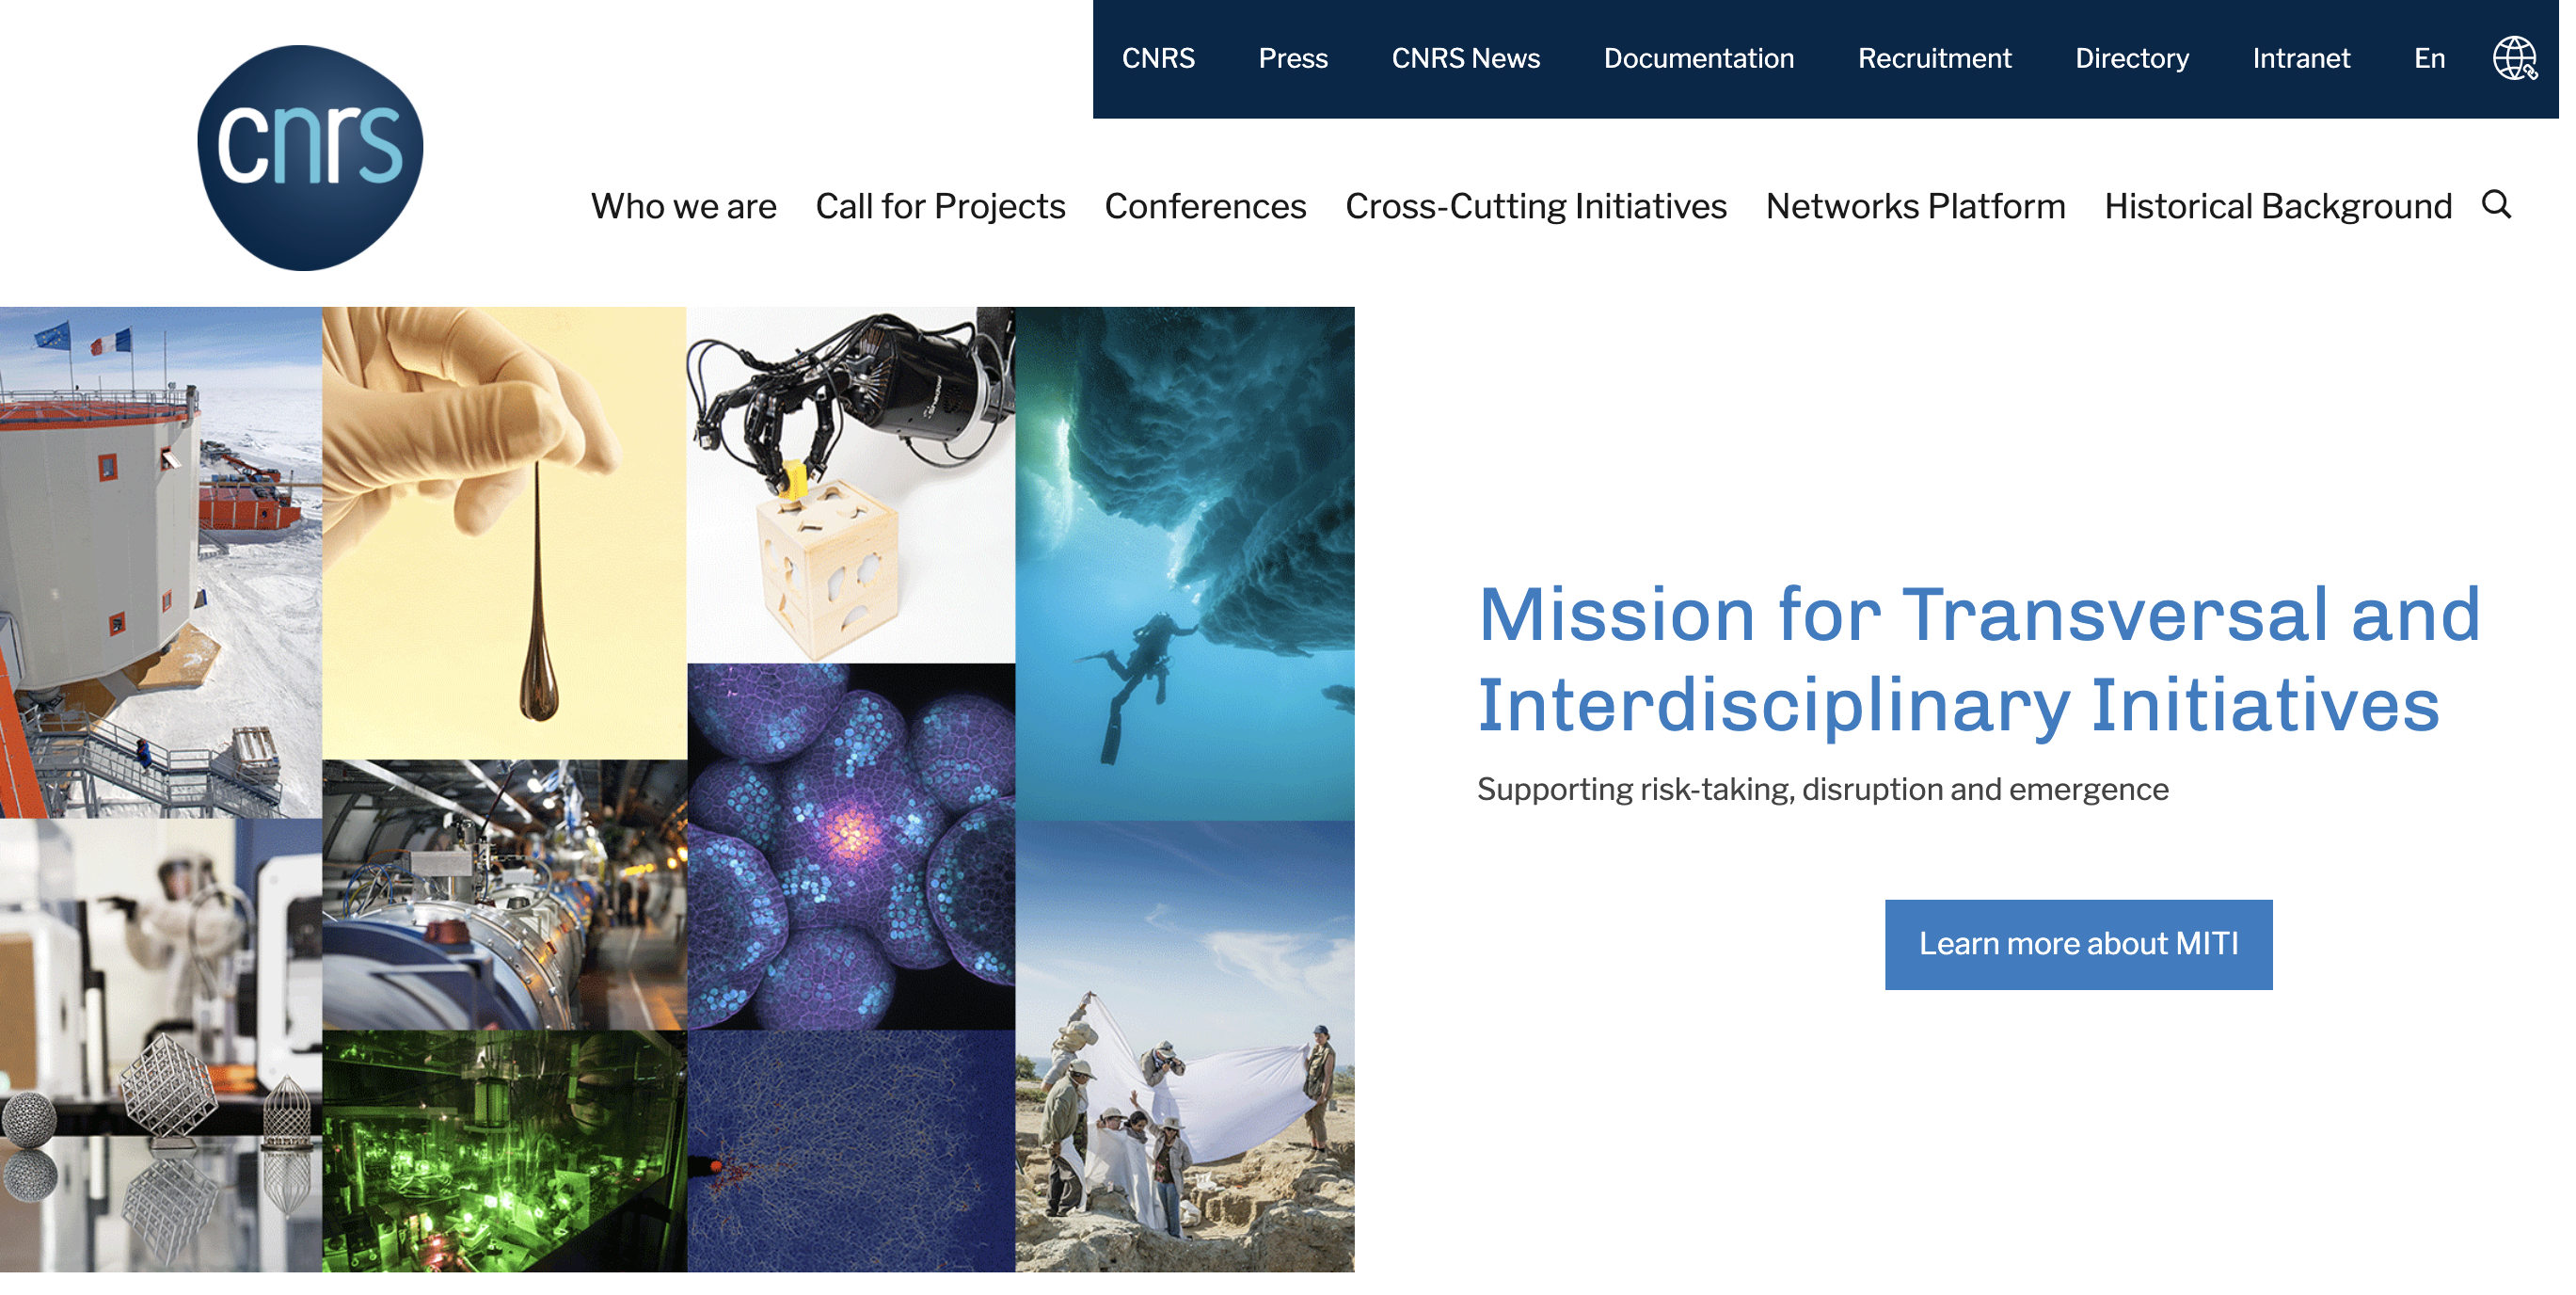 CNRS Press CNRS News Documentation Recruitment Directory Intranet En
cnrs
Who we are Call for Projects Conferences Cross-Cutting Initiatives Networks Platform Historical Background
Mission for Transversal and
Interdisciplinary Initiatives
Supporting risk-taking, disruption and emergence
Learn more about MITI